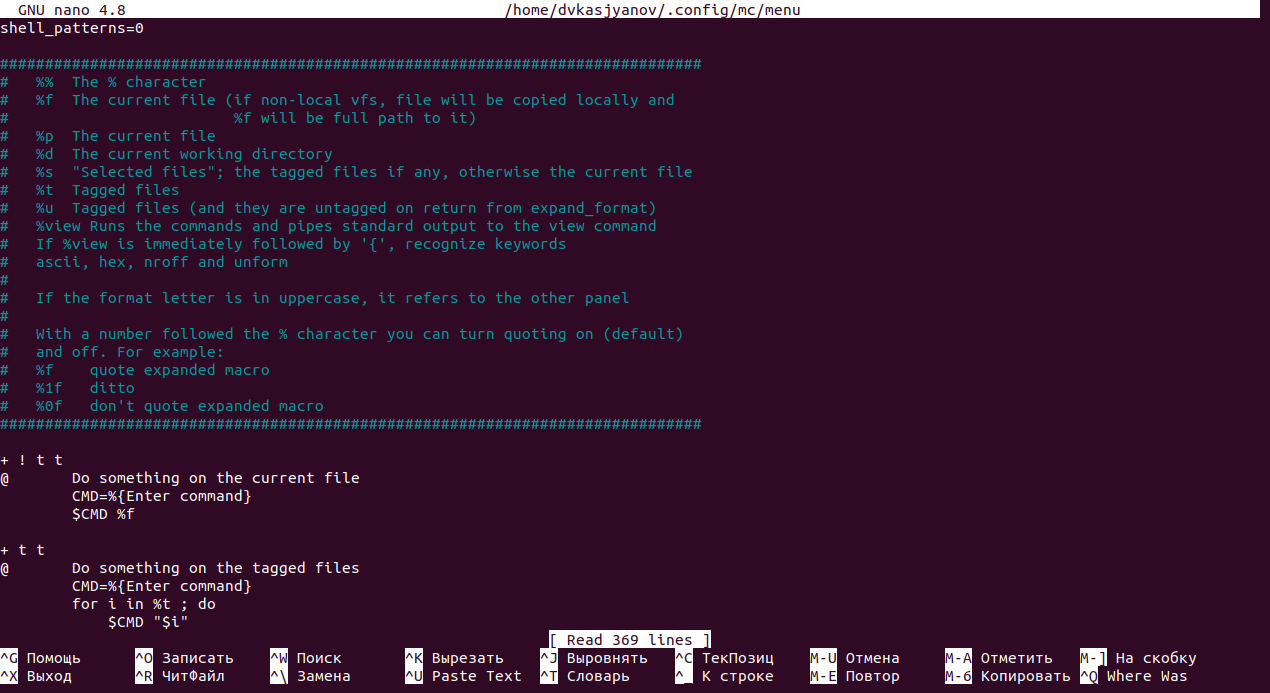 GNU nano 4.8 /home/dvkasjyanov/.config/mc/menu
shell_patterns=0
##############################################################################
# %% The % character
# %f The current file (if non-local vfs, file will be copied locally and
# %f will be full path to it)
# %p The current file
# %d The current working directory
# %s "Selected files"; the tagged files if any, otherwise the current file
# %t Tagged files
# %u Tagged files (and they are untagged on return from expand_format)
# %view Runs the commands and pipes standard output to the view command
# If %view is immediately followed by '{', recognize keywords
# ascii, hex, nroff and unform
#
# If the format letter is in uppercase, it refers to the other panel
#
# With a number followed the % character you can turn quoting on (default)
# and off. For example:
# %f quote expanded macro
# %1f ditto
# %0f don't quote expanded macro
##############################################################################
+ ! t t
@ Do something on the current file
CMD=%{Enter command}
$CMD %f
+ t t
@ Do something on the tagged files
CMD=%{Enter command}
for i in %t ; do
$CMD "$i"
[ Read 369 lines ]
^G Помощь ^O Записать ^W Поиск ^K Вырезать ^J Выровнять ^C ТекПозиц M-U Отмена M-A Отметить M-] На скобку
^X Выход ^R ЧитФайл ^\ Замена ^U Paste Text ^T Словарь ^_ К строке M-E Повтор M-6 Копировать ^Q Where Was